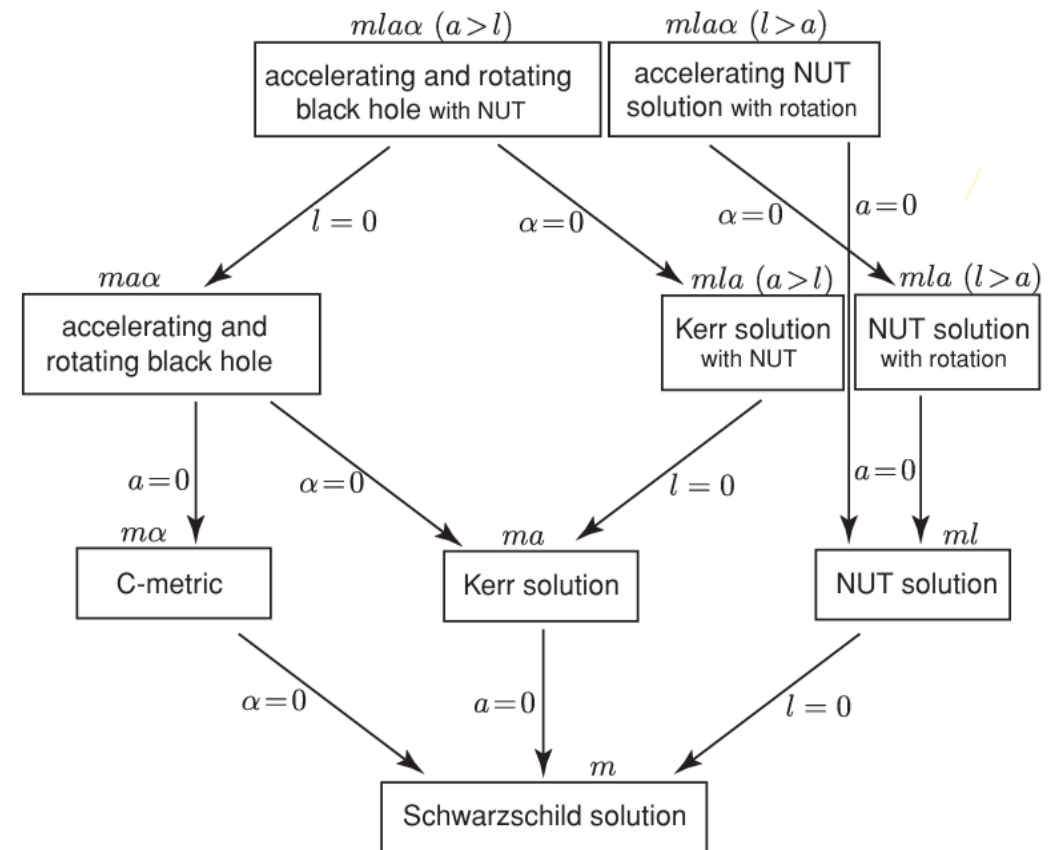 mlaα (a>l)
mlaα (l>a)
accelerating and rotating
black hole with NUT
accelerating NUT
solution with rotation
l = 0
α=0
α=0
a=0
maα
mla (a>l)
mla (l>a)
accelerating and
rotating black hole
Kerr solution
with NUT
NUT solution
with rotation
a=0
α=0
l = 0
a=0
mα
ma
ml
C-metric
Kerr solution
NUT solution
α=0
a=0
l = 0
m
Schwarzschild solution